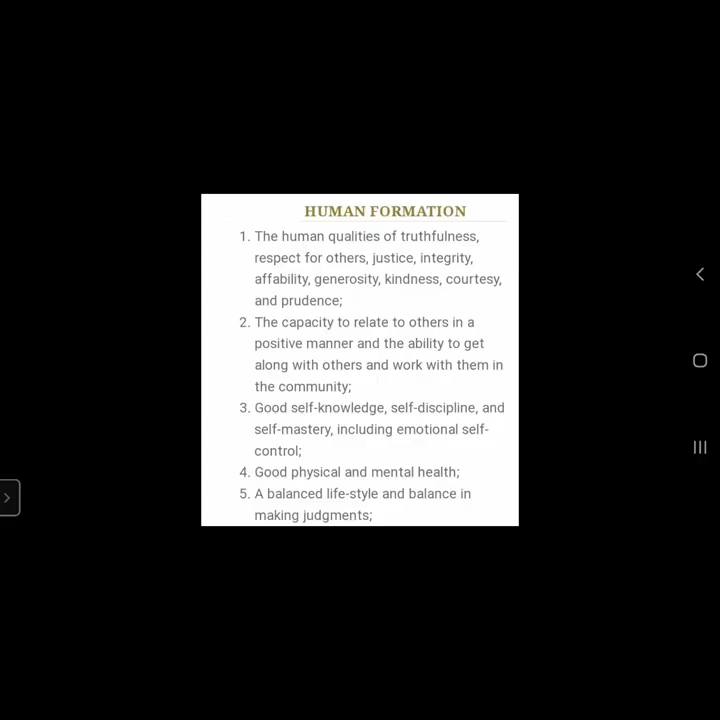 HUMAN FORMATION
1. The human qualities of truthfulness,
respect for others, justice, integrity,
affability, generosity, kindness, courtesy,
and prudence;
2. The capacity to relate to others in a
positive manner and the ability to get
along with others and work with them in
the community;
3. Good self-knowledge, self-discipline, and
self-mastery, including emotional self-
control;
4. Good physical and mental health;
5. A balanced life-style and balance in
making judgments;